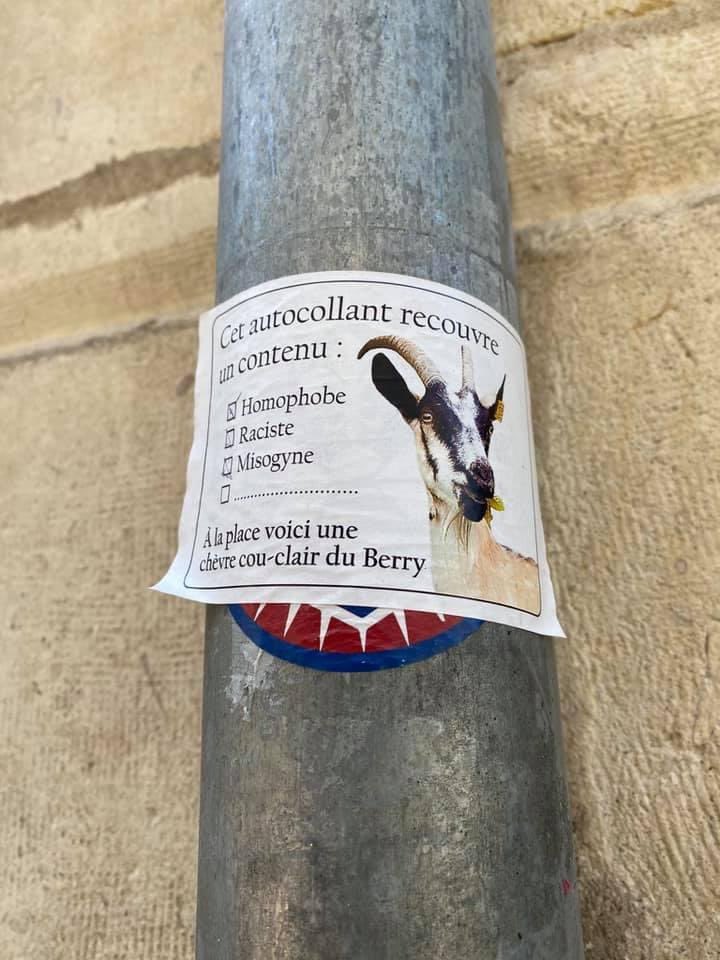 Cet autocollant recouvre
un contenu :
☒ Homophobe
☒ Raciste
☒ Misogyne
☐ ..........................
À la place voici une
chèvre cou-clair du Berry